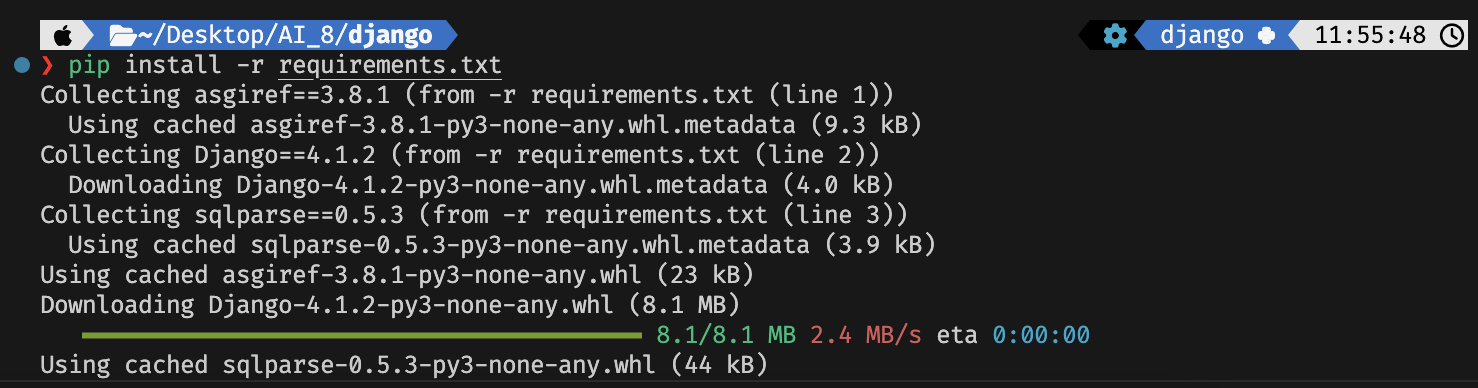 ~/Desktop/AI_8/django django 11:55:48
❯ pip install -r requirements.txt
Collecting asgiref==3.8.1 (from -r requirements.txt (line 1))
Using cached asgiref-3.8.1-py3-none-any.whl.metadata (9.3 kB)
Collecting Django==4.1.2 (from -r requirements.txt (line 2))
Downloading Django-4.1.2-py3-none-any.whl.metadata (4.0 kB)
Collecting sqlparse==0.5.3 (from -r requirements.txt (line 3))
Using cached sqlparse-0.5.3-py3-none-any.whl.metadata (3.9 kB)
Using cached asgiref-3.8.1-py3-none-any.whl (23 kB)
Downloading Django-4.1.2-py3-none-any.whl (8.1 MB)
8.1/8.1 MB 2.4 MB/s eta 0:00:00
Using cached sqlparse-0.5.3-py3-none-any.whl (44 kB)